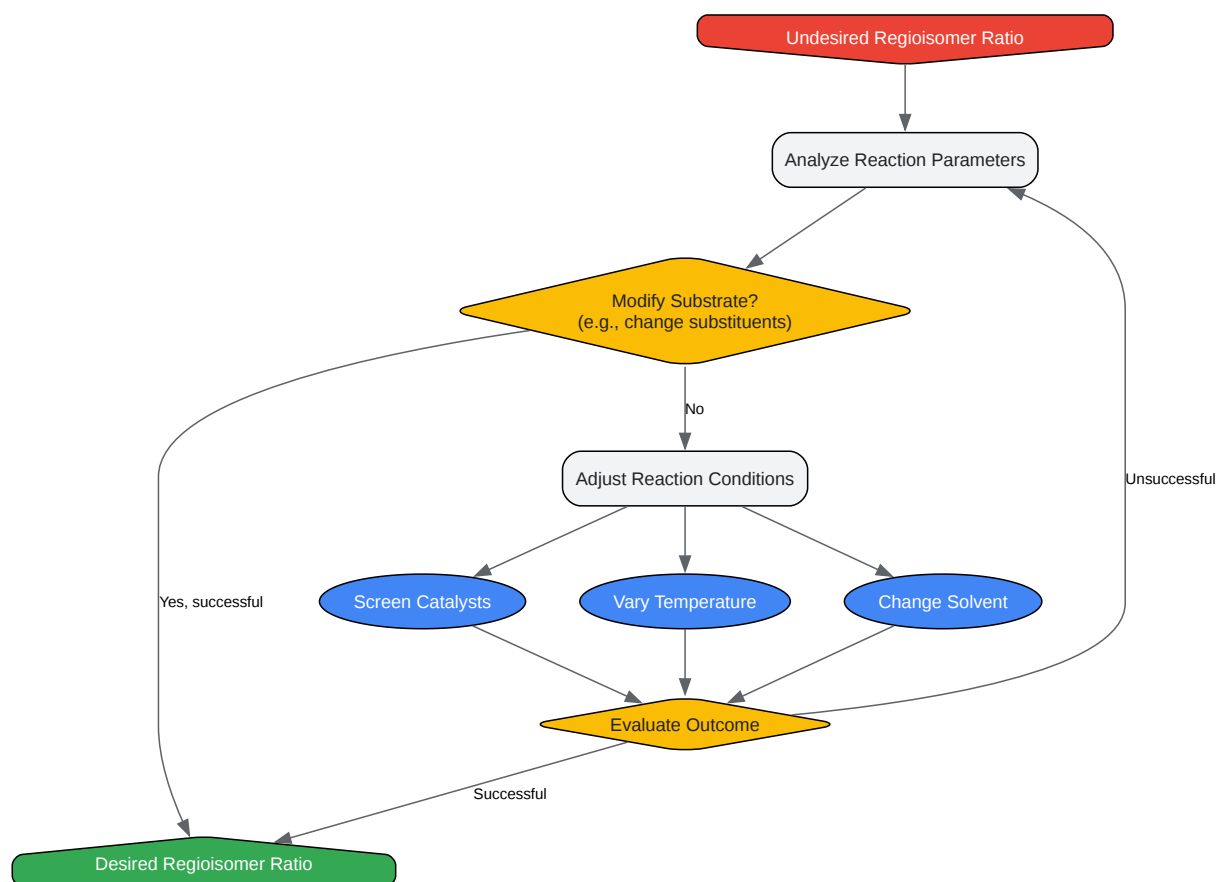 Undesired Regioisomer Ratio
Analyze Reaction Parameters
Modify Substrate?
(e.g., change substituents)
No
Adjust Reaction Conditions
Unsuccessful
Yes, successful
Screen Catalysts
Vary Temperature
Change Solvent
Evaluate Outcome
Successful
Desired Regioisomer Ratio